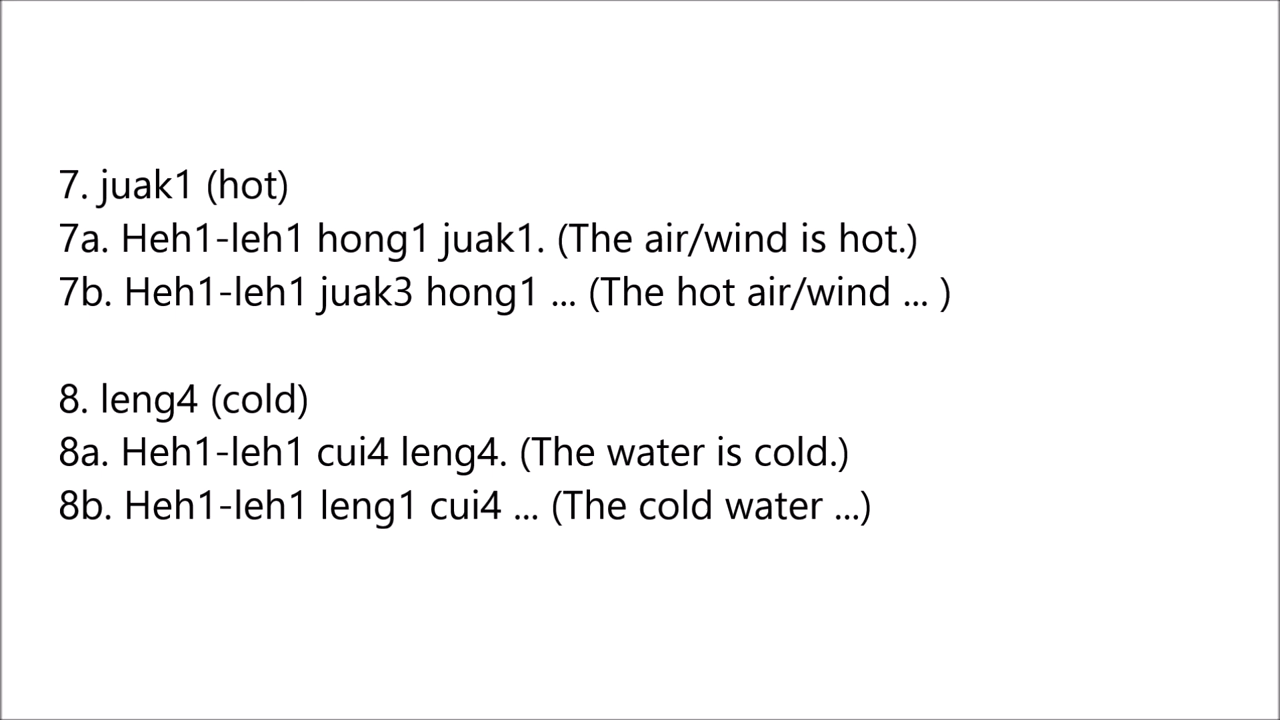 7. juak1 (hot)
7a. Heh1-leh1 hong1 juak1. (The air/wind is hot.)
7b. Heh1-leh1 juak3 hong1 ... (The hot air/wind ... )
8. leng4 (cold)
8a. Heh1-leh1 cui4 leng4. (The water is cold.)
8b. Heh1-leh1 leng1 cui4 ... (The cold water ...)